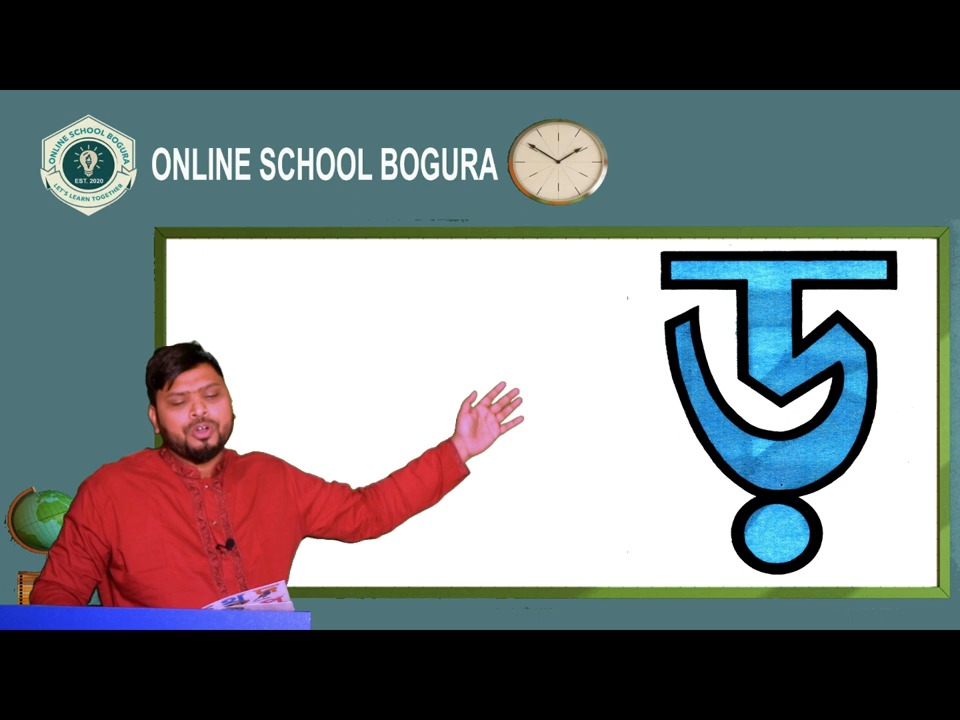 ONLINE SCHOOL BOGURA
EST. 2020
LET'S LEARN TOGETHER
ONLINE SCHOOL BOGURA
ড়